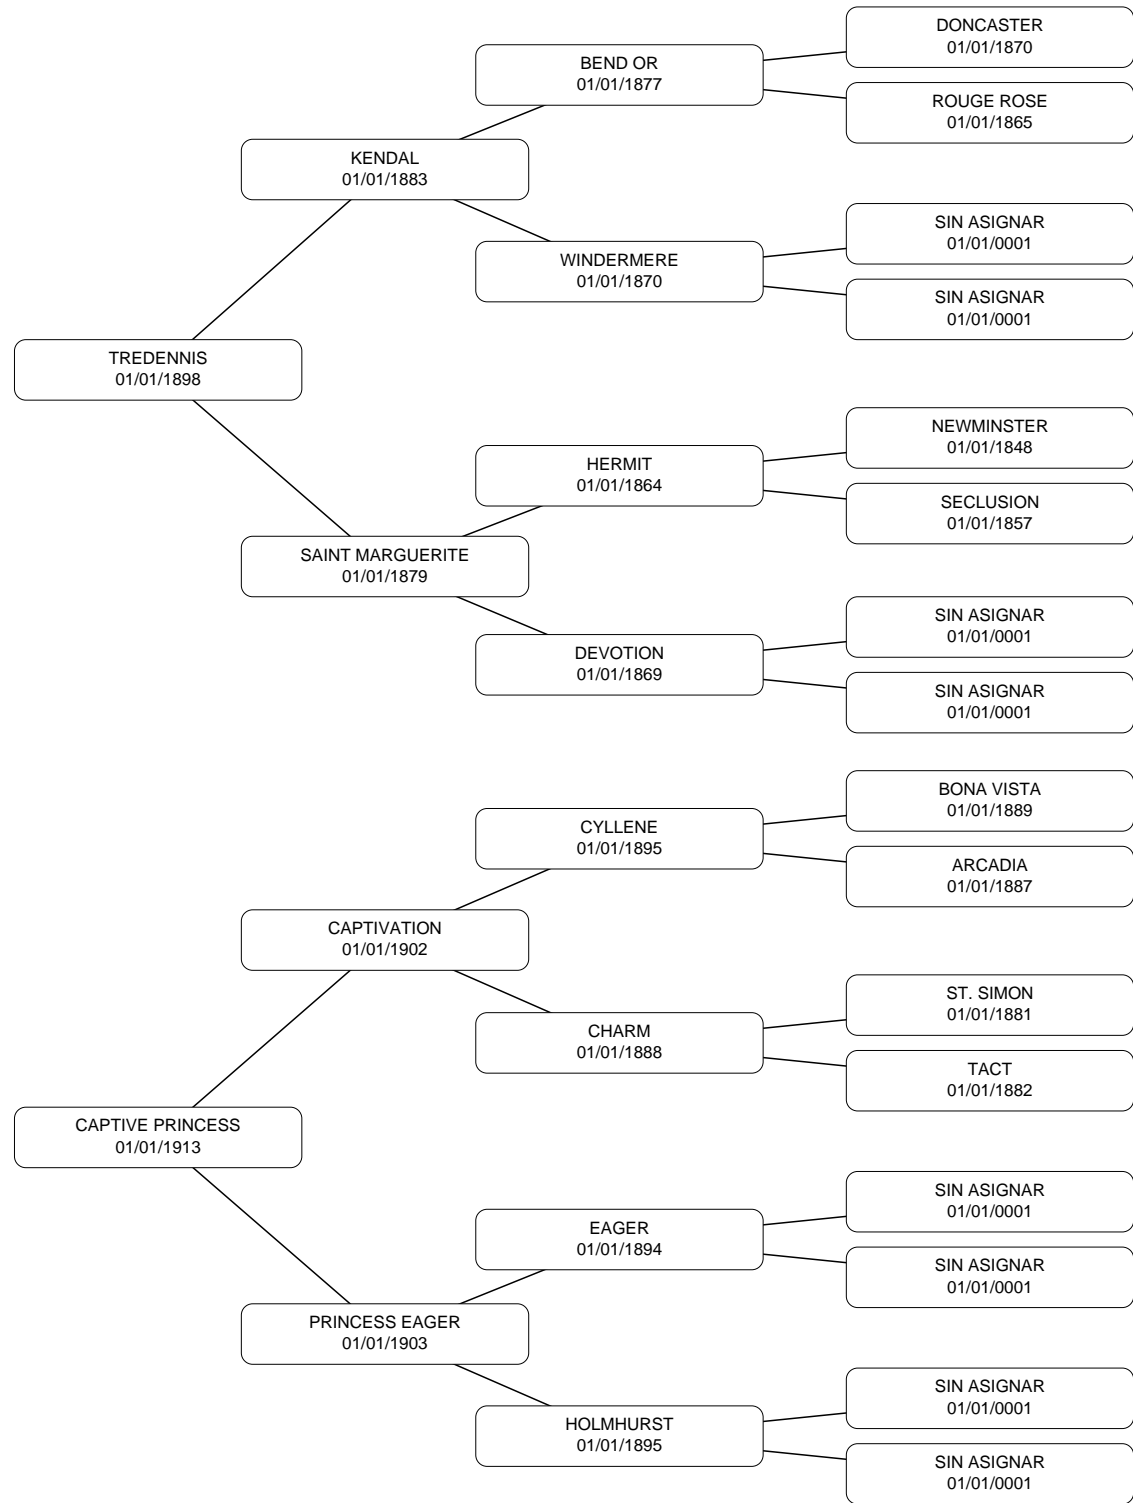 DONCASTER
01/01/1870
BEND OR
01/01/1877
ROUGE ROSE
01/01/1865
KENDAL
01/01/1883
SIN ASIGNAR
01/01/0001
WINDERMERE
01/01/1870
SIN ASIGNAR
01/01/0001
TREDENNIS
01/01/1898
NEWMINSTER
01/01/1848
HERMIT
01/01/1864
SECLUSION
01/01/1857
SAINT MARGUERITE
01/01/1879
SIN ASIGNAR
01/01/0001
DEVOTION
01/01/1869
SIN ASIGNAR
01/01/0001
BONA VISTA
01/01/1889
CYLLENE
01/01/1895
ARCADIA
01/01/1887
CAPTIVATION
01/01/1902
ST. SIMON
01/01/1881
CHARM
01/01/1888
TACT
01/01/1882
CAPTIVE PRINCESS
01/01/1913
SIN ASIGNAR
01/01/0001
EAGER
01/01/1894
SIN ASIGNAR
01/01/0001
PRINCESS EAGER
01/01/1903
SIN ASIGNAR
01/01/0001
HOLMHURST
01/01/1895
SIN ASIGNAR
01/01/0001